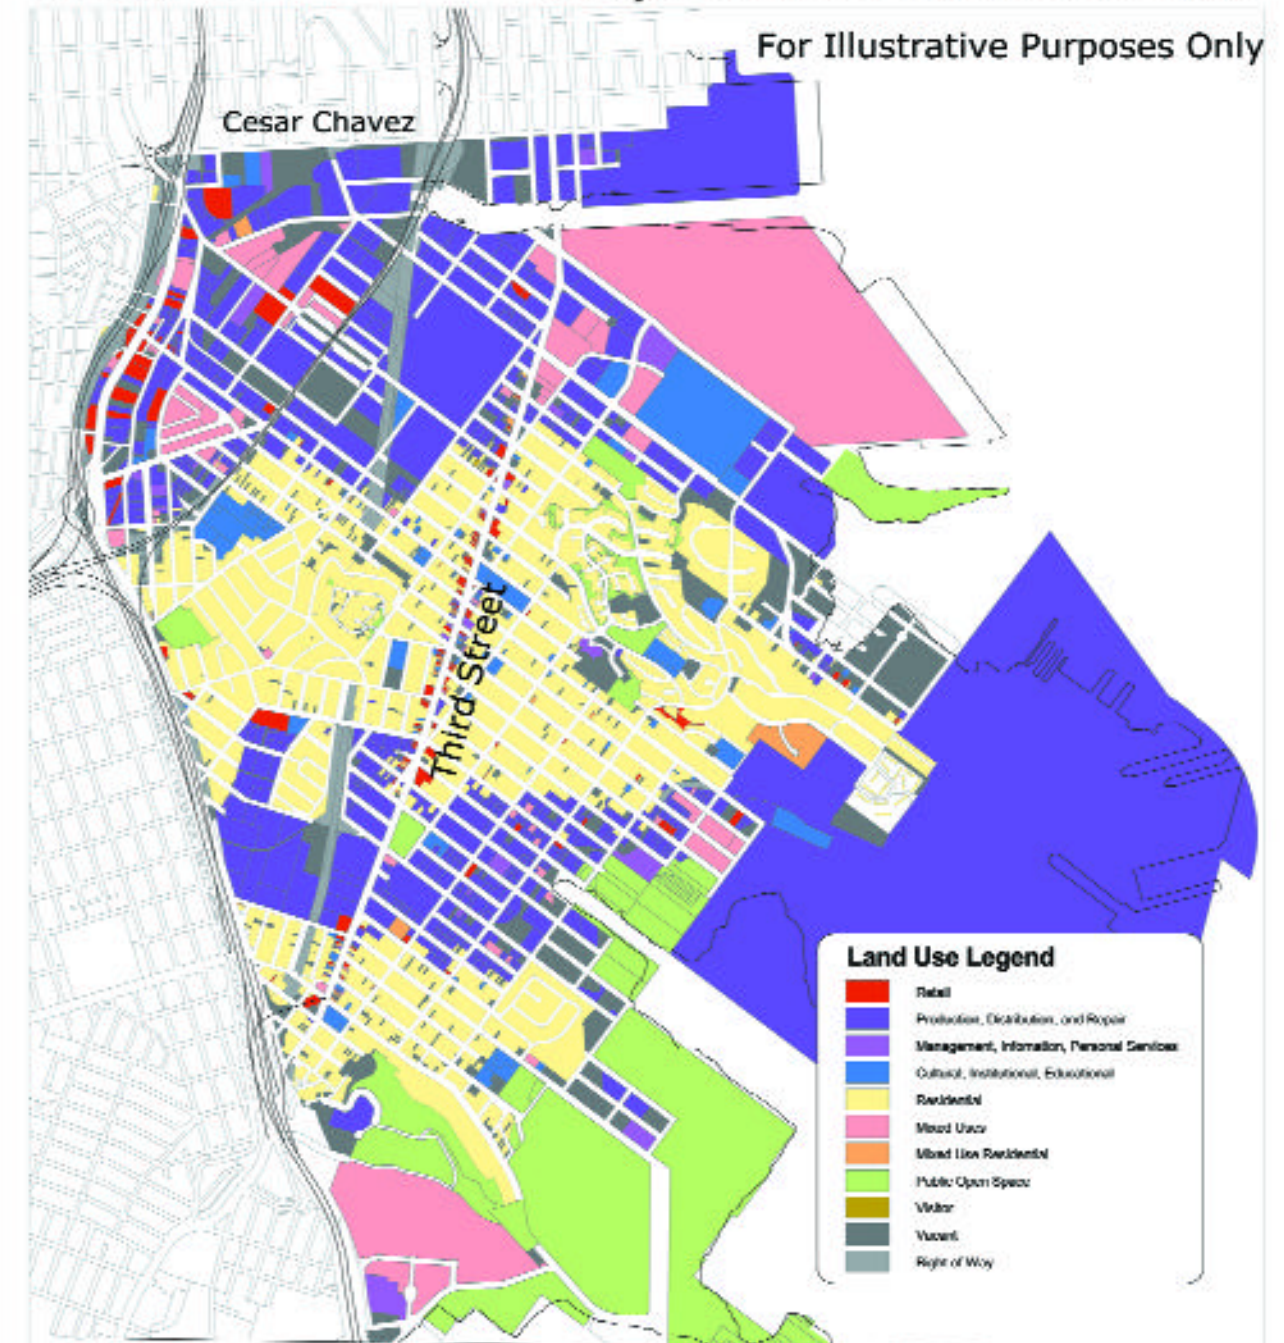 For Illustrative Purposes Only
Cesar Chavez
Third Street
Land Use Legend
Retail
Production, Distribution, and Repair
Management, Infomation, Personal Services
Cultural, Institutional, Educational
Residential
Mixed Uses
Mixed Use Residential
Public Open Space
Visitor
Vacant
Right of Way